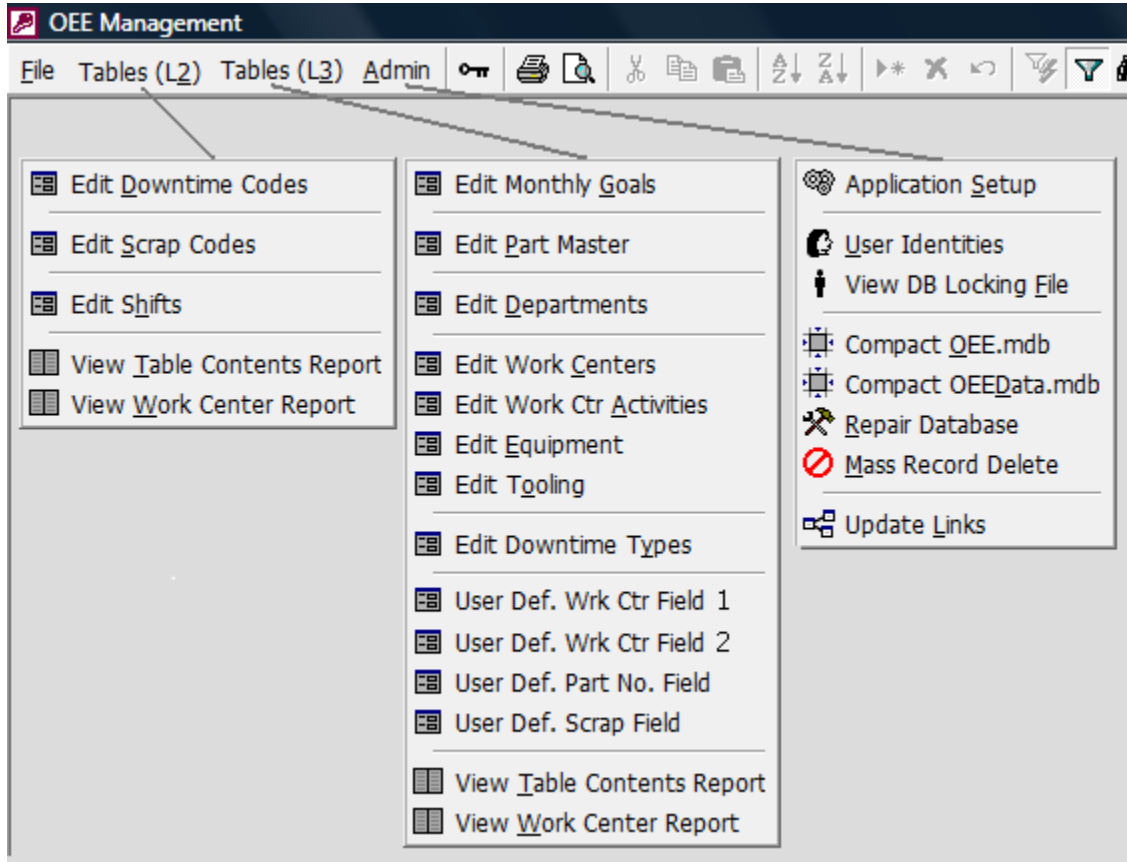 OEE Management
File Tables (L2) Tables (L3) Admin
Edit Downtime Codes
Edit Scrap Codes
Edit Shifts
View Table Contents Report
View Work Center Report
Edit Monthly Goals
Edit Part Master
Edit Departments
Edit Work Centers
Edit Work Ctr Activities
Edit Equipment
Edit Tooling
Edit Downtime Types
User Def. Wrk Ctr Field 1
User Def. Wrk Ctr Field 2
User Def. Part No. Field
User Def. Scrap Field
View Table Contents Report
View Work Center Report
Application Setup
User Identities
View DB Locking File
Compact OEE.mdb
Compact OEEData.mdb
Repair Database
Mass Record Delete
Update Links